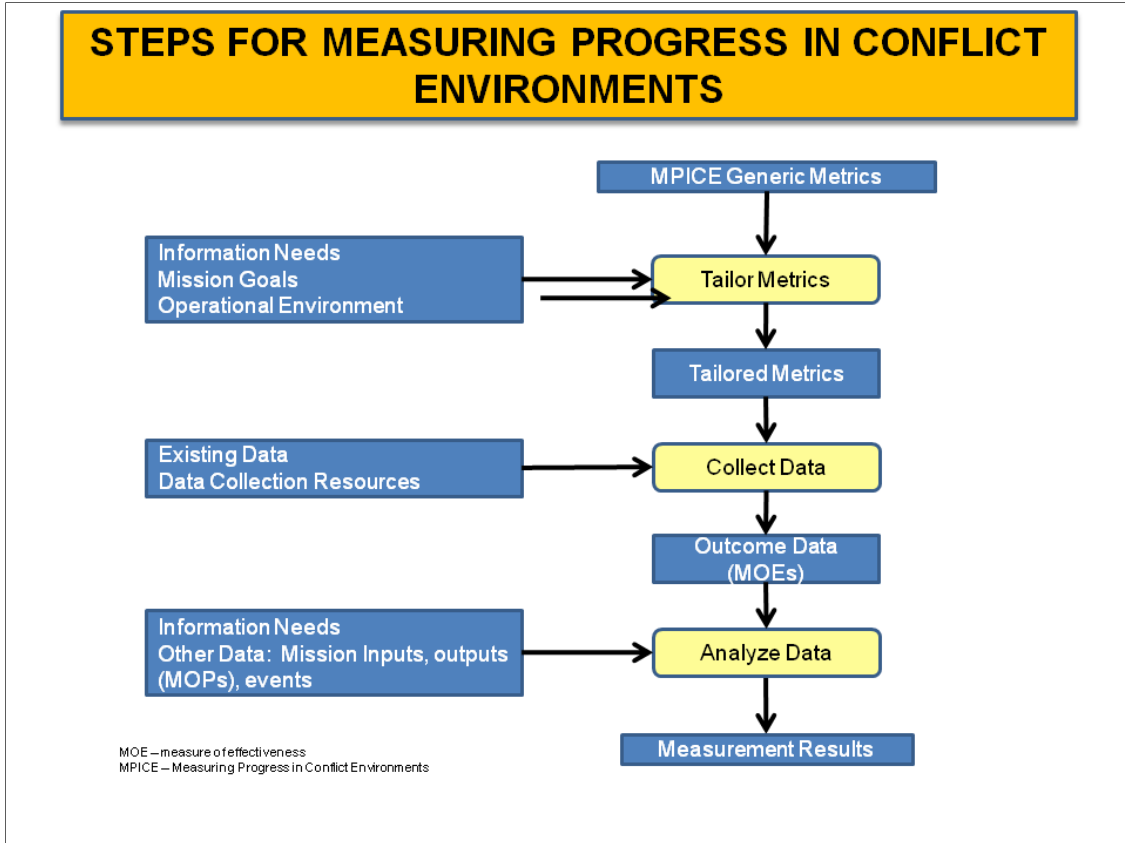 STEPS FOR MEASURING PROGRESS IN CONFLICT
ENVIRONMENTS
MPICE Generic Metrics
Information Needs
Mission Goals
Operational Environment
Tailor Metrics
Tailored Metrics
Existing Data
Data Collection Resources
Collect Data
Outcome Data
(MOEs)
Information Needs
Other Data: Mission Inputs, outputs
(MOPs), events
Analyze Data
Measurement Results
MOE – measure of effectiveness
MPICE – Measuring Progress in Conflict Environments